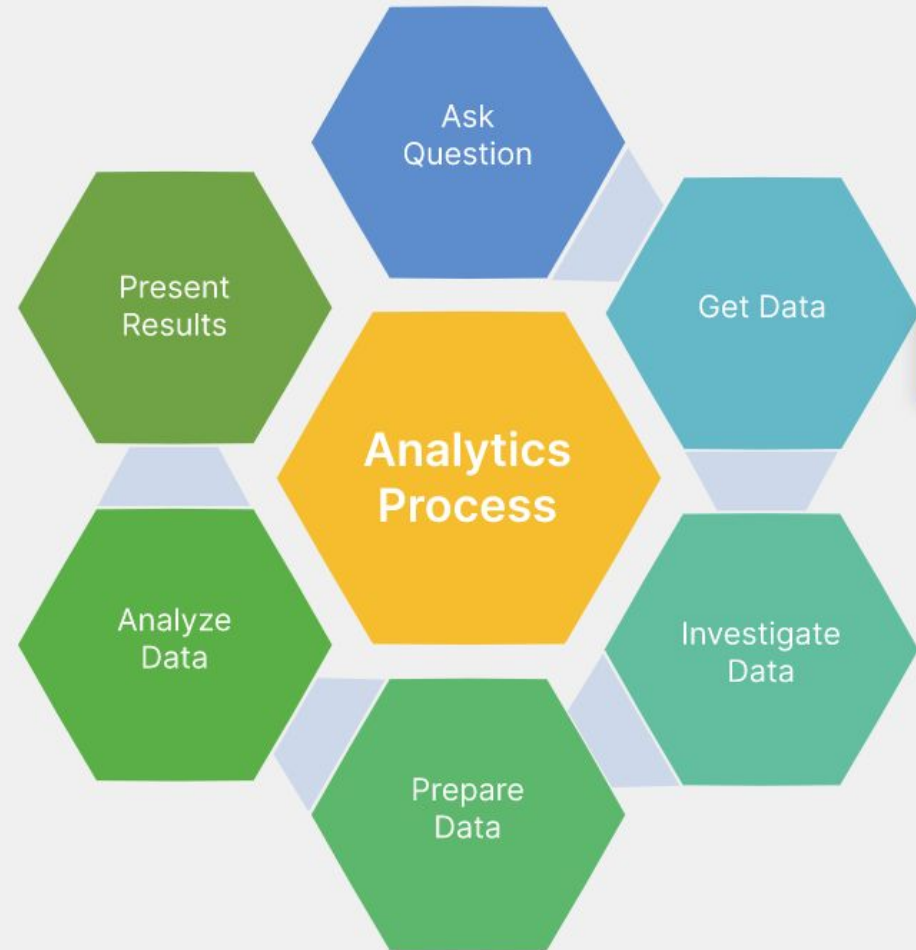 Ask
Question
Get Data
Investigate
Data
Prepare
Data
Analyze
Data
Present
Results
Analytics
Process